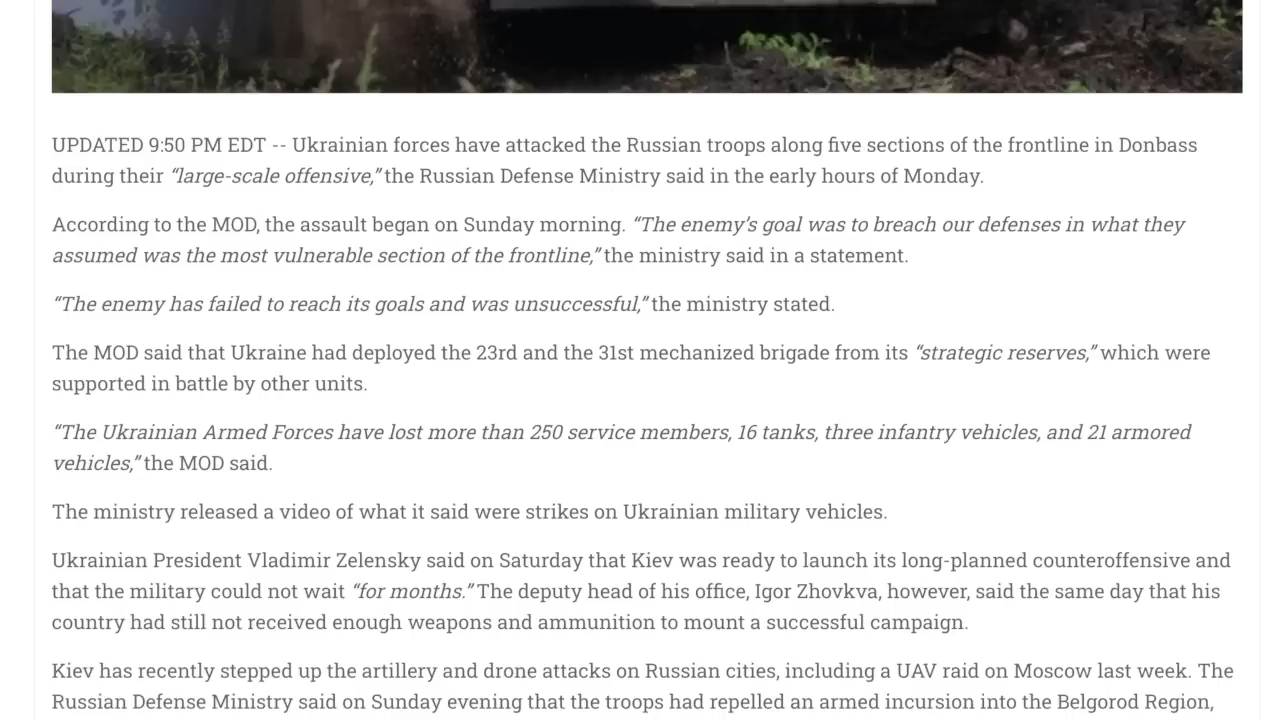 UPDATED 9:50 PM EDT -- Ukrainian forces have attacked the Russian troops along five sections of the frontline in Donbass
during their “large-scale offensive,” the Russian Defense Ministry said in the early hours of Monday.
According to the MOD, the assault began on Sunday morning. “The enemy’s goal was to breach our defenses in what they
assumed was the most vulnerable section of the frontline,” the ministry said in a statement.
“The enemy has failed to reach its goals and was unsuccessful,” the ministry stated.
The MOD said that Ukraine had deployed the 23rd and the 31st mechanized brigade from its “strategic reserves,” which were
supported in battle by other units.
“The Ukrainian Armed Forces have lost more than 250 service members, 16 tanks, three infantry vehicles, and 21 armored
vehicles,” the MOD said.
The ministry released a video of what it said were strikes on Ukrainian military vehicles.
Ukrainian President Vladimir Zelensky said on Saturday that Kiev was ready to launch its long-planned counteroffensive and
that the military could not wait “for months.” The deputy head of his office, Igor Zhovkva, however, said the same day that his
country had still not received enough weapons and ammunition to mount a successful campaign.
Kiev has recently stepped up the artillery and drone attacks on Russian cities, including a UAV raid on Moscow last week. The
Russian Defense Ministry said on Sunday evening that the troops had repelled an armed incursion into the Belgorod Region,